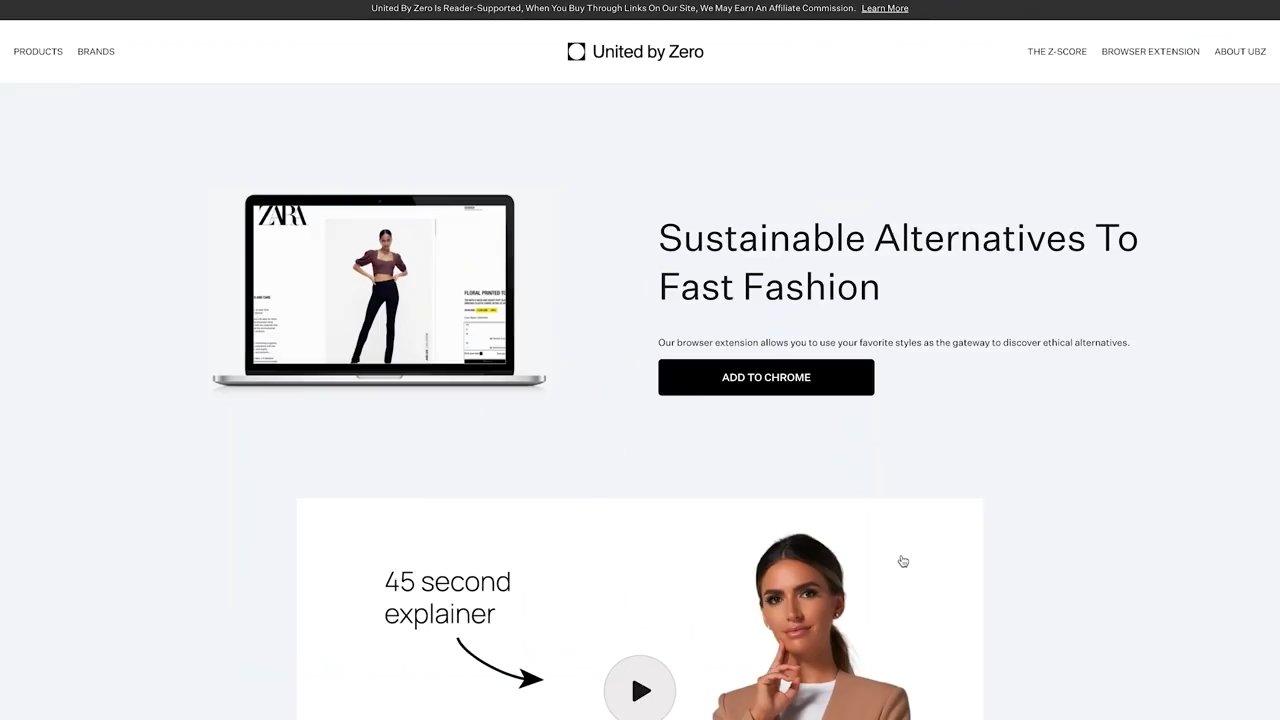 United By Zero Is Reader-Supported, When You Buy Through Links On Our Site, We May Earn An Affiliate Commission. Learn More
PRODUCTS BRANDS
United by Zero
THE Z-SCORE BROWSER EXTENSION ABOUT UBZ
ZARA
Sustainable Alternatives To
Fast Fashion
Our browser extension allows you to use your favorite styles as the gateway to discover ethical alternatives.
ADD TO CHROME
45 second
explainer